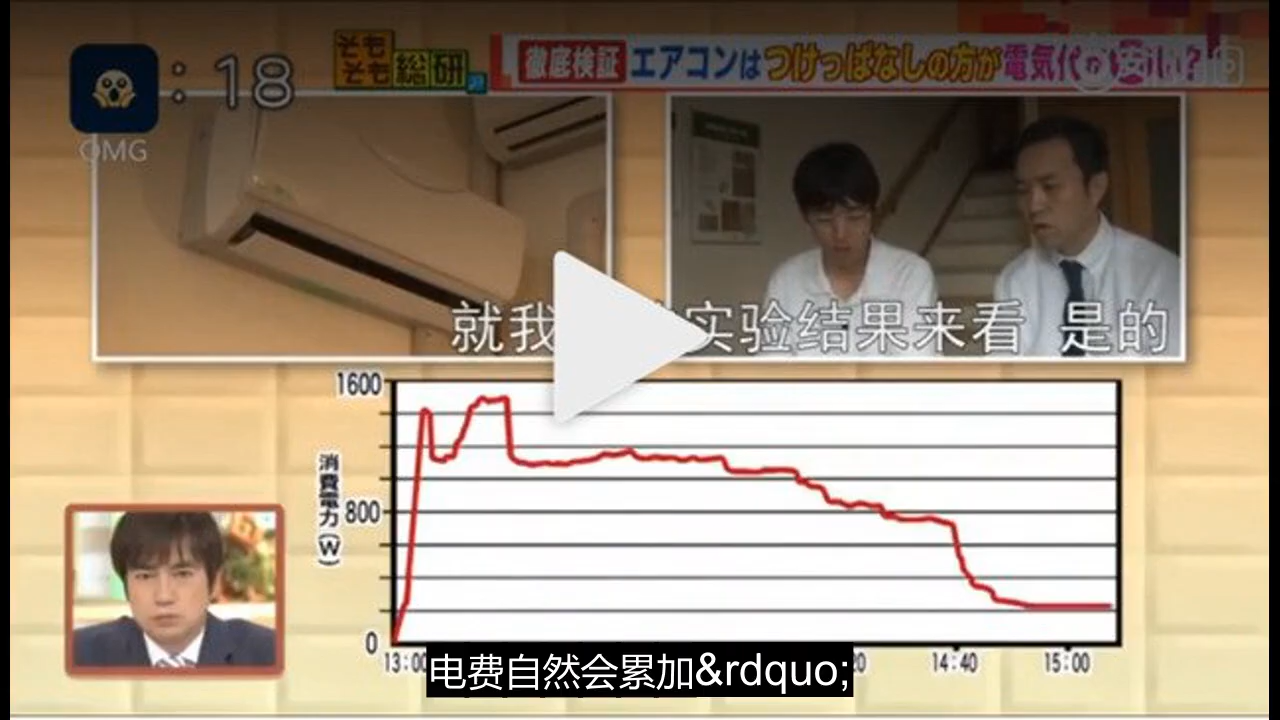 :18
そも
そも総研
徹底検証 エアコンはつけっぱなしの方が電気代
OMG
就我 实验结果来看 是的
1600
消費電力(W)
800
0
13:00
20
14:40
15:00
电费自然会累加&rdquo;